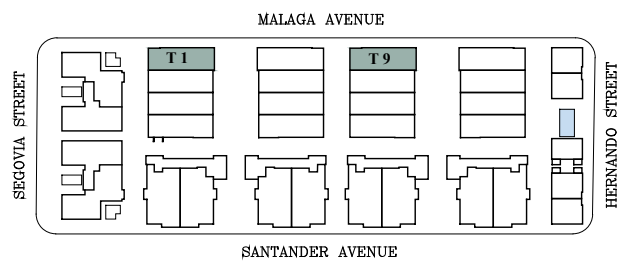 MALAGA AVENUE
T 1
T 9
SEGOVIA STREET
HERNANDO STREET
SANTANDER AVENUE